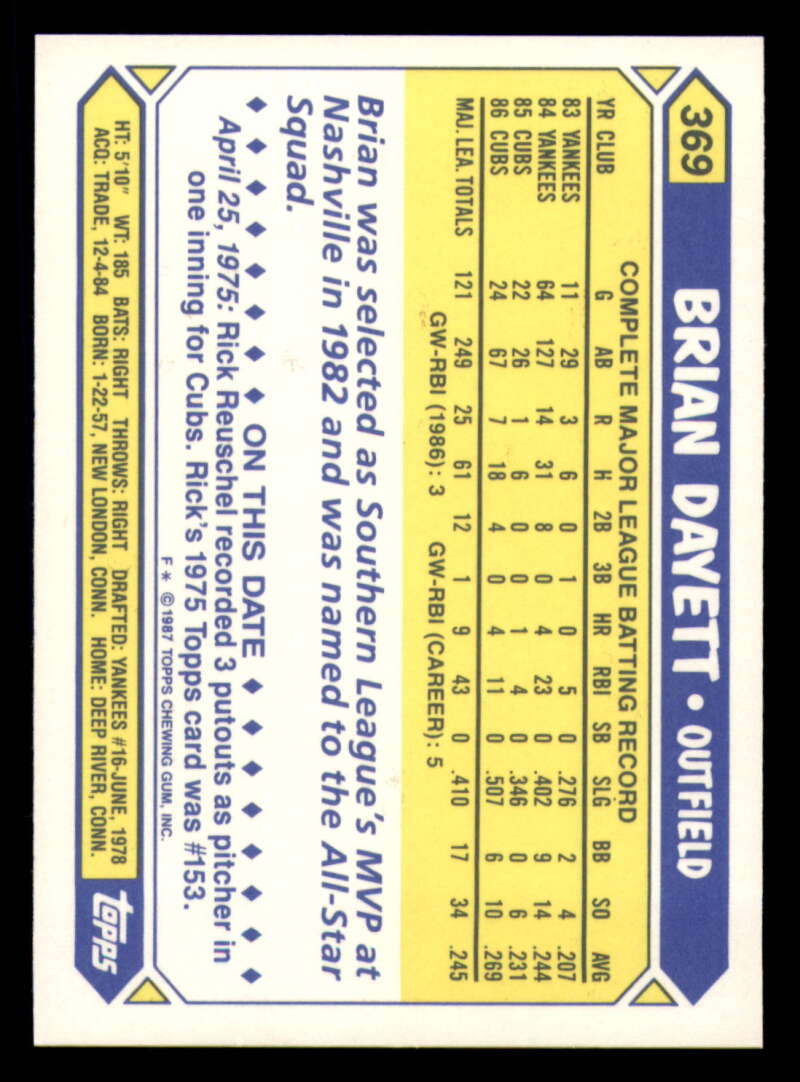 369 BRIAN DAYETT • OUTFIELD
COMPLETE MAJOR LEAGUE BATTING RECORD
YR CLUB G AB R H 2B 3B HR RBI SB SLG BB SO AVG
83 YANKEES 11 29 3 6 0 1 0 5 0 .276 2 4 .207
84 YANKEES 64 127 14 31 8 0 4 23 0 .402 9 14 .244
85 CUBS 22 26 1 6 0 0 1 4 0 .346 0 6 .231
86 CUBS 24 67 7 18 4 0 4 11 0 .507 6 10 .269
MAJ. LEA. TOTALS 121 249 25 61 12 1 9 43 0 .410 17 34 .245
GW-RBI (1986): 3 GW-RBI (CAREER): 5
Brian was selected as Southern League's MVP at
Nashville in 1982 and was named to the All-Star
Squad.
♦ ♦ ♦ ♦ ♦ ♦ ♦ ON THIS DATE ♦ ♦ ♦ ♦ ♦ ♦ ♦ ♦
April 25, 1975: Rick Reuschel recorded 3 putouts as pitcher in
one inning for Cubs. Rick's 1975 Topps card was #153.
F * © 1987 TOPPS CHEWING GUM, INC.
HT: 5'10" WT: 185 BATS: RIGHT THROWS: RIGHT DRAFTED: YANKEES #16-JUNE, 1978
ACQ: TRADE, 12-4-84 BORN: 1-22-57, NEW LONDON, CONN. HOME: DEEP RIVER, CONN.
topps